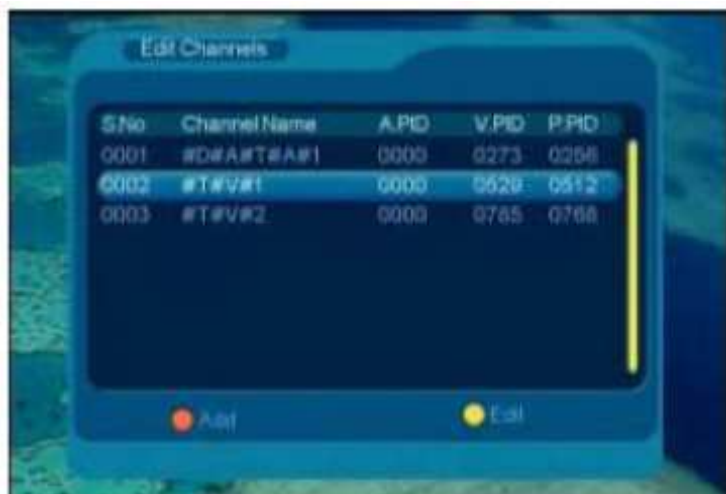 Edit Channels
S.No Channel Name A.PID V.PID P.PID
0001 #D#A#T#A#1 0000 0273 0256
0002 #T#V#1 0000 0529 0512
0003 #T#V#2 0000 0785 0768
Add Edit